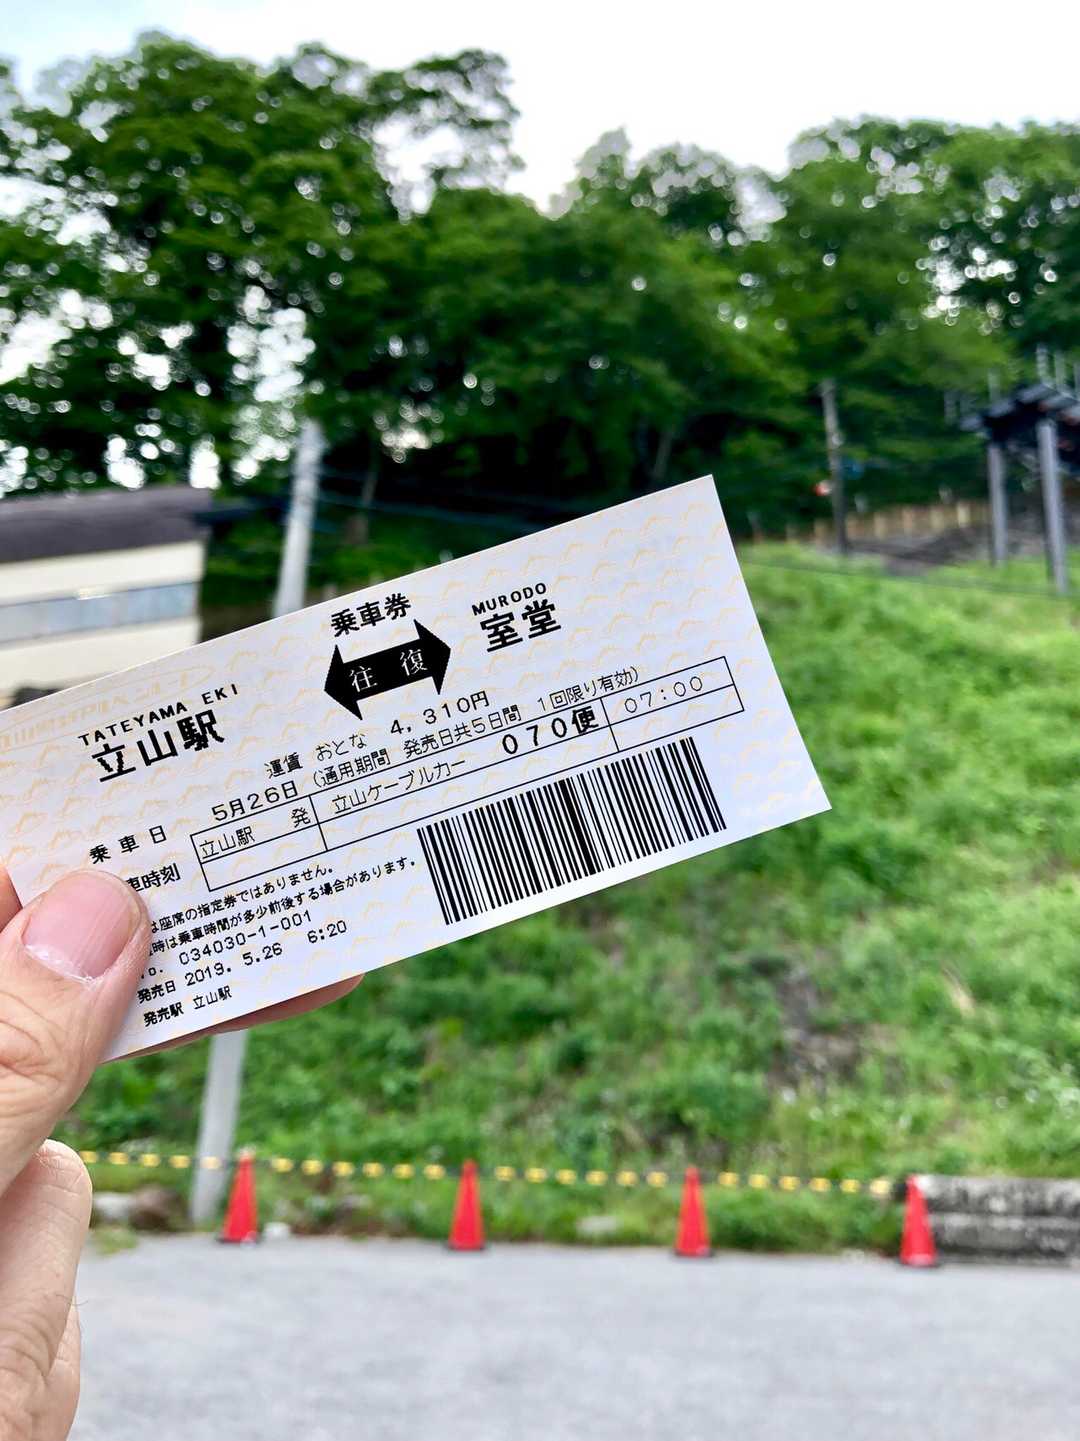 乗車券
TATEYAMA EKI
立山駅
往復
MURODO
室堂
運賃 おとな 4,310円
(通用期間 発売日共5日間 1回限り有効)
乗車日 5月26日
立山駅 発 立山ケーブルカー 070便 07:00
車時刻
は座席の指定券ではありません。
時は乗車時間が多少前後する場合があります。
034030-1-001
発売日 2019. 5.26 6:20
発売駅 立山駅